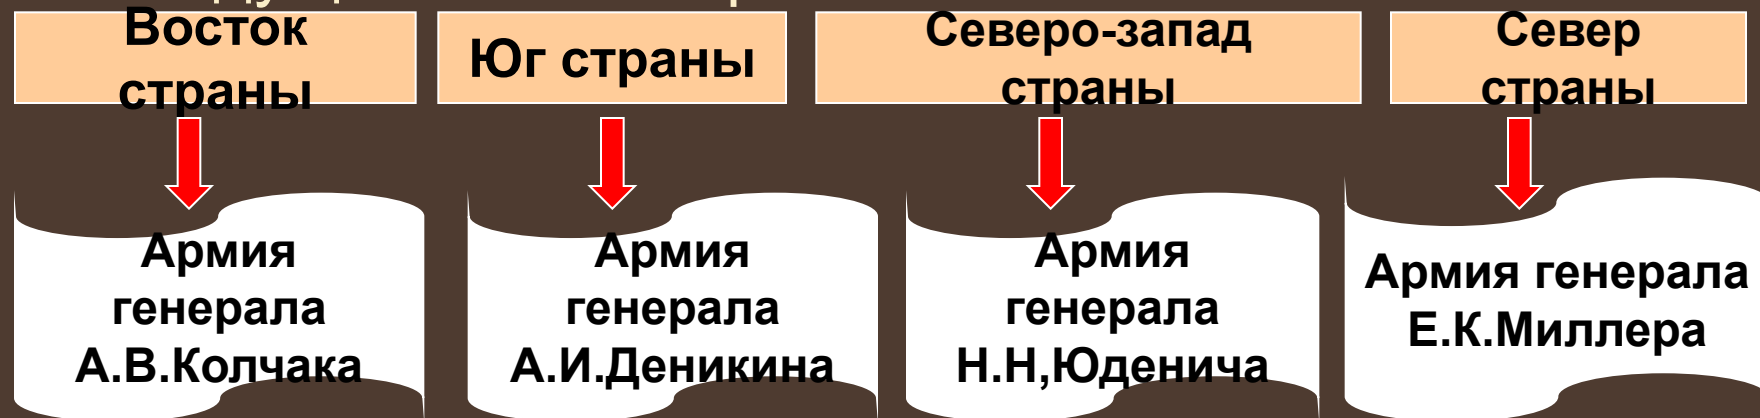 Восток
страны
Юг страны
Северо-запад
страны
Север
страны
Армия
генерала
А.В.Колчака
Армия
генерала
А.И.Деникина
Армия
генерала
Н.Н,Юденича
Армия генерала
Е.К.Миллера